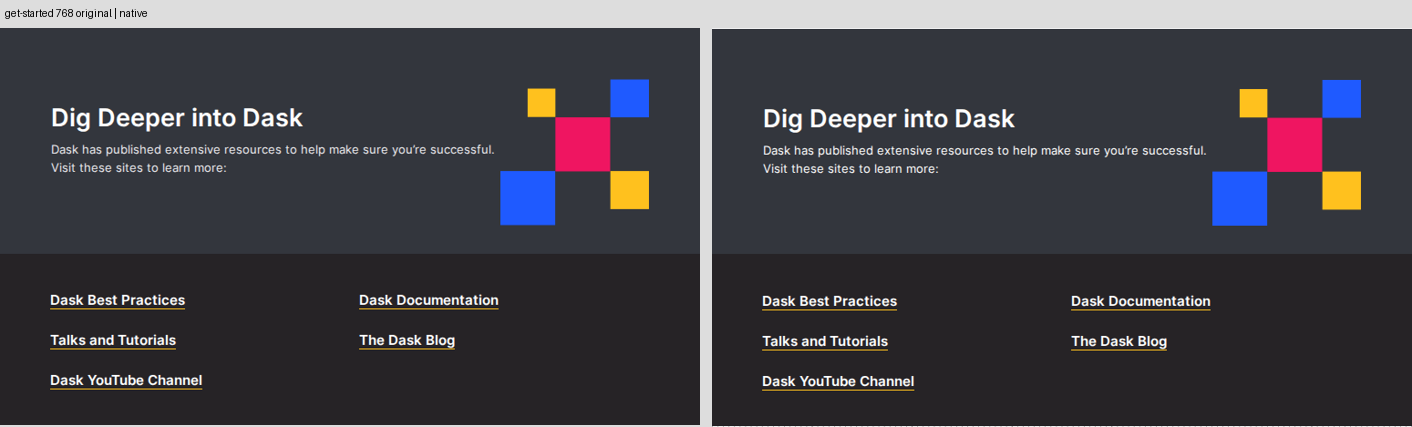 get-started 768 original | native
Dig Deeper into Dask
Dask has published extensive resources to help make sure you're successful.
Visit these sites to learn more:
Dask Best Practices
Dask Documentation
Talks and Tutorials
The Dask Blog
Dask YouTube Channel
Dig Deeper into Dask
Dask has published extensive resources to help make sure you're successful.
Visit these sites to learn more:
Dask Best Practices
Dask Documentation
Talks and Tutorials
The Dask Blog
Dask YouTube Channel